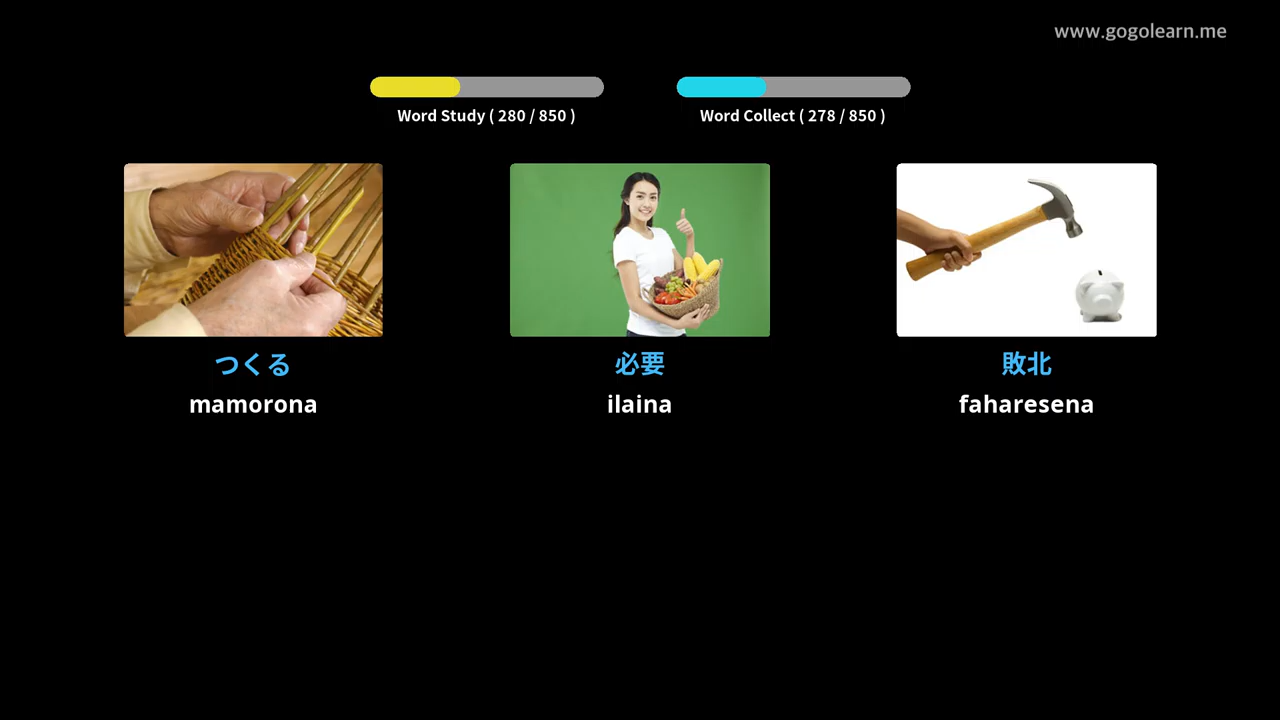 www.gogolearn.me
Word Study ( 280 / 850 )
Word Collect ( 278 / 850 )
つくる
必要
敗北
mamorona
ilaina
faharesena